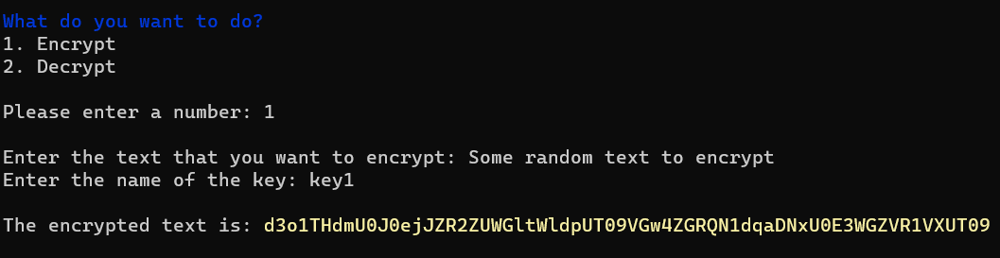 What do you want to do?
1. Encrypt
2. Decrypt
Please enter a number: 1
Enter the text that you want to encrypt: Some random text to encrypt
Enter the name of the key: key1
The encrypted text is: d3o1THdmU0J0ejJZR2ZUWGltWldpUT09VGw4ZGRQN1dqaDNxU0E3WGZVR1VXUT09